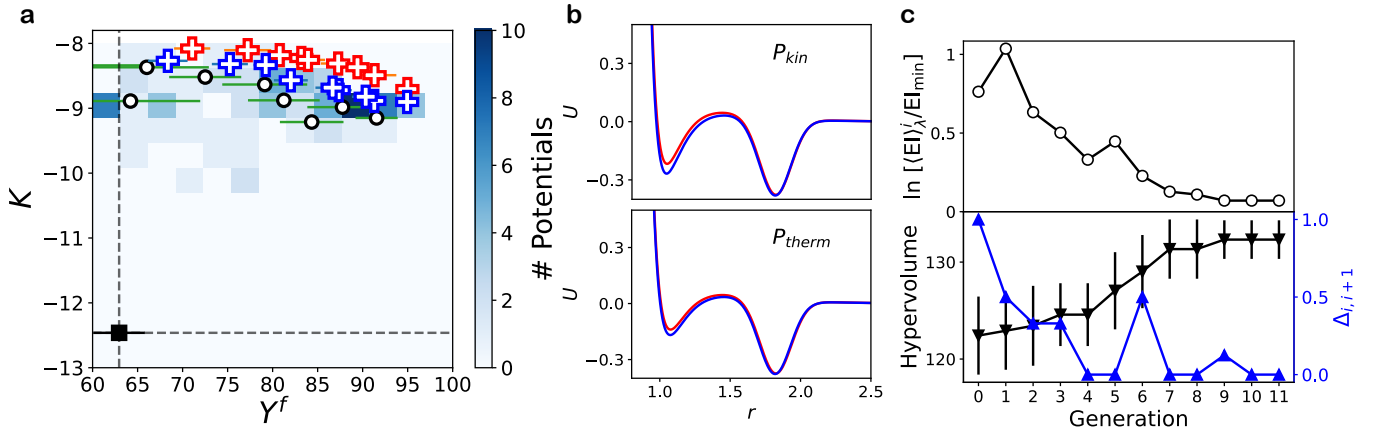 a
−8
−9
−10
−11
−12
−13
K
60 65 70 75 80 85 90 95 100
Y^f
10
8
6
4
2
0
# Potentials
b
P_kin
0.3
0.0
−0.3
U
P_therm
0.3
0.0
−0.3
U
1.0 1.5 2.0 2.5
r
c
1
0.5
0
ln [⟨EI⟩^i_λ/EI_min]
130
120
Hypervolume
1.0
0.5
0.0
Δ_{i, i+1}
0 1 2 3 4 5 6 7 8 9 10 11
Generation